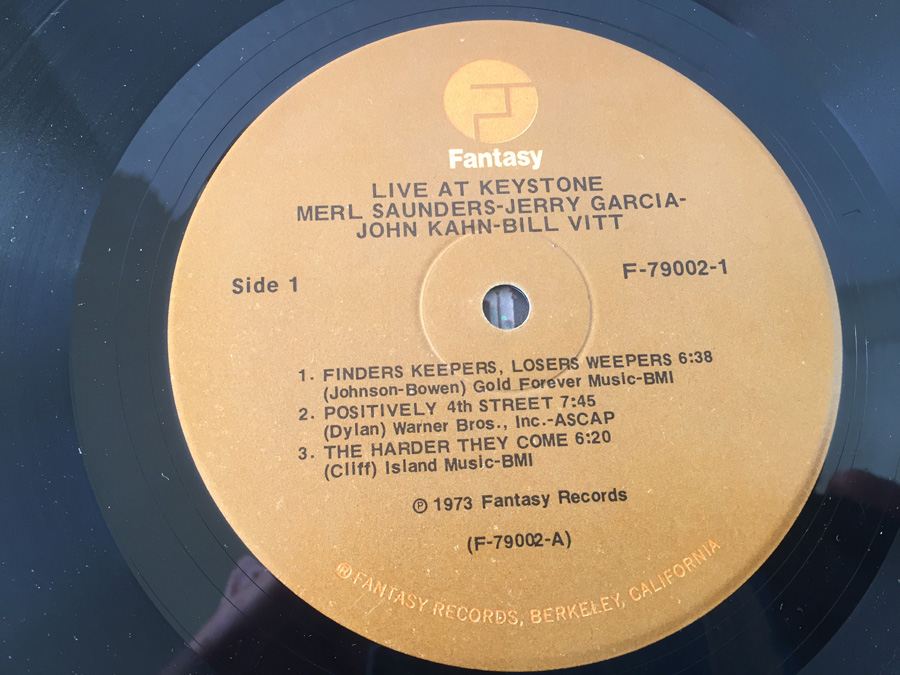 Fantasy
LIVE AT KEYSTONE
MERL SAUNDERS-JERRY GARCIA-
JOHN KAHN-BILL VITT
Side 1
F-79002-1
1. FINDERS KEEPERS, LOSERS WEEPERS 6:38
(Johnson-Bowen) Gold Forever Music-BMI
2. POSITIVELY 4th STREET 7:45
(Dylan) Warner Bros., Inc.-ASCAP
3. THE HARDER THEY COME 6:20
(Cliff) Island Music-BMI
℗ 1973 Fantasy Records
(F-79002-A)
® FANTASY RECORDS, BERKELEY, CALIFORNIA